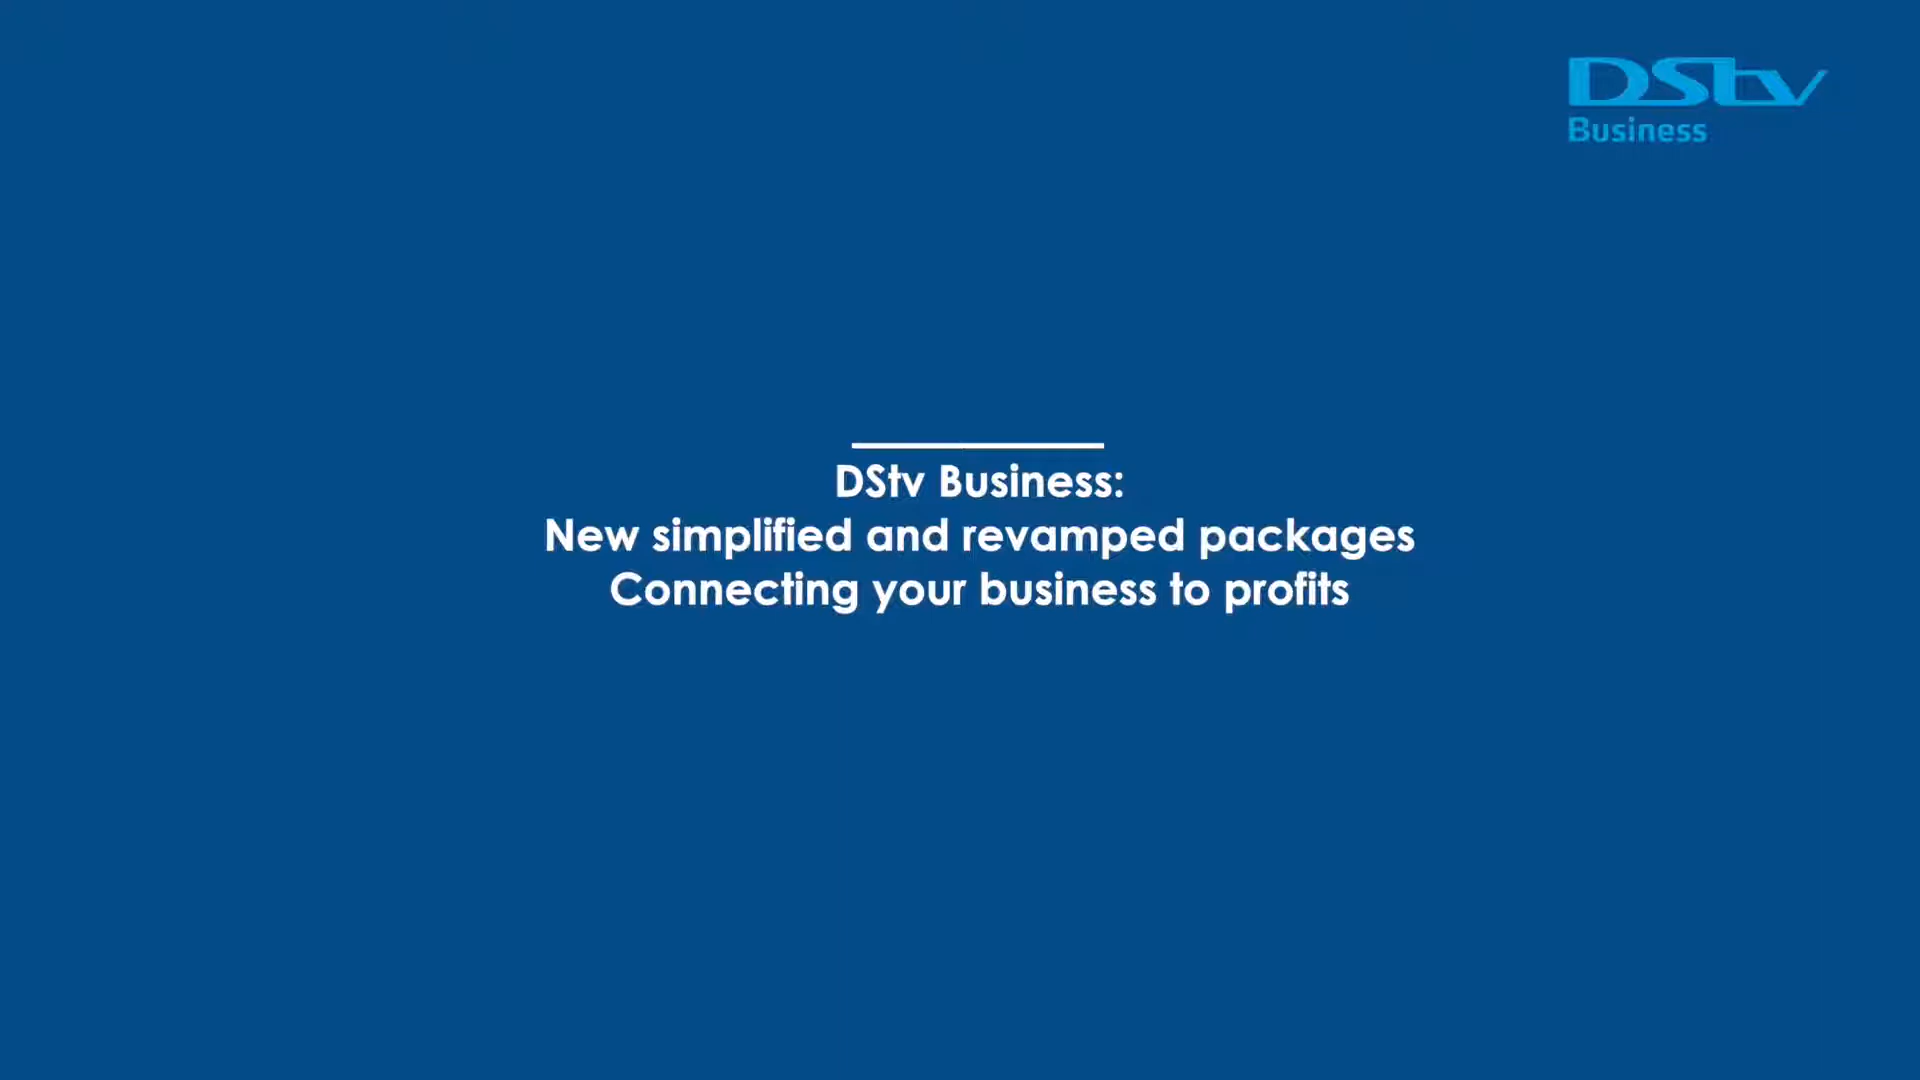 DStv
Business
DStv Business:
New simplified and revamped packages
Connecting your business to profits